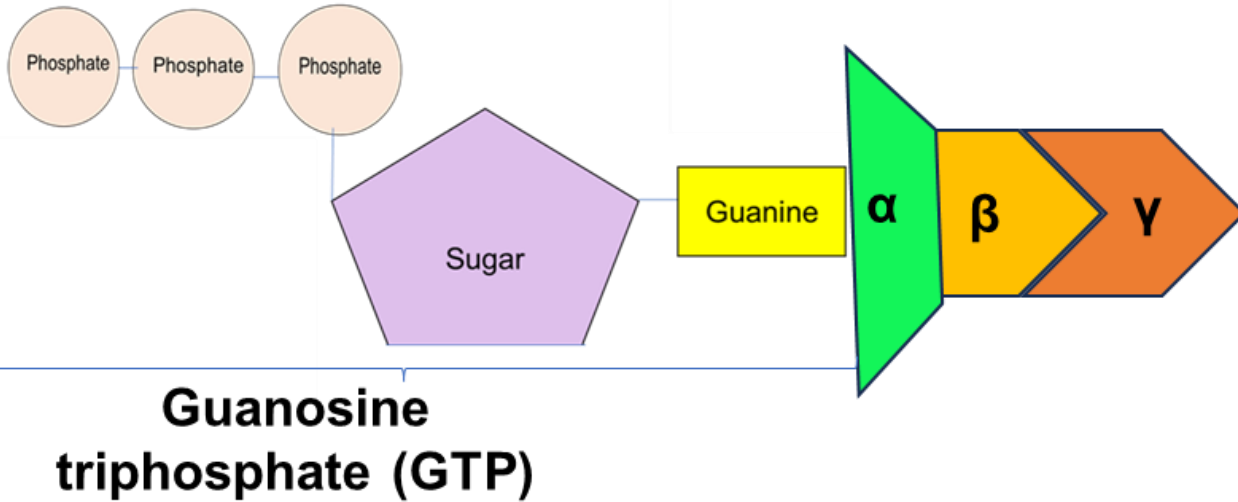 Phosphate
Phosphate
Phosphate
Sugar
Guanine
α
β
γ
Guanosine
triphosphate (GTP)